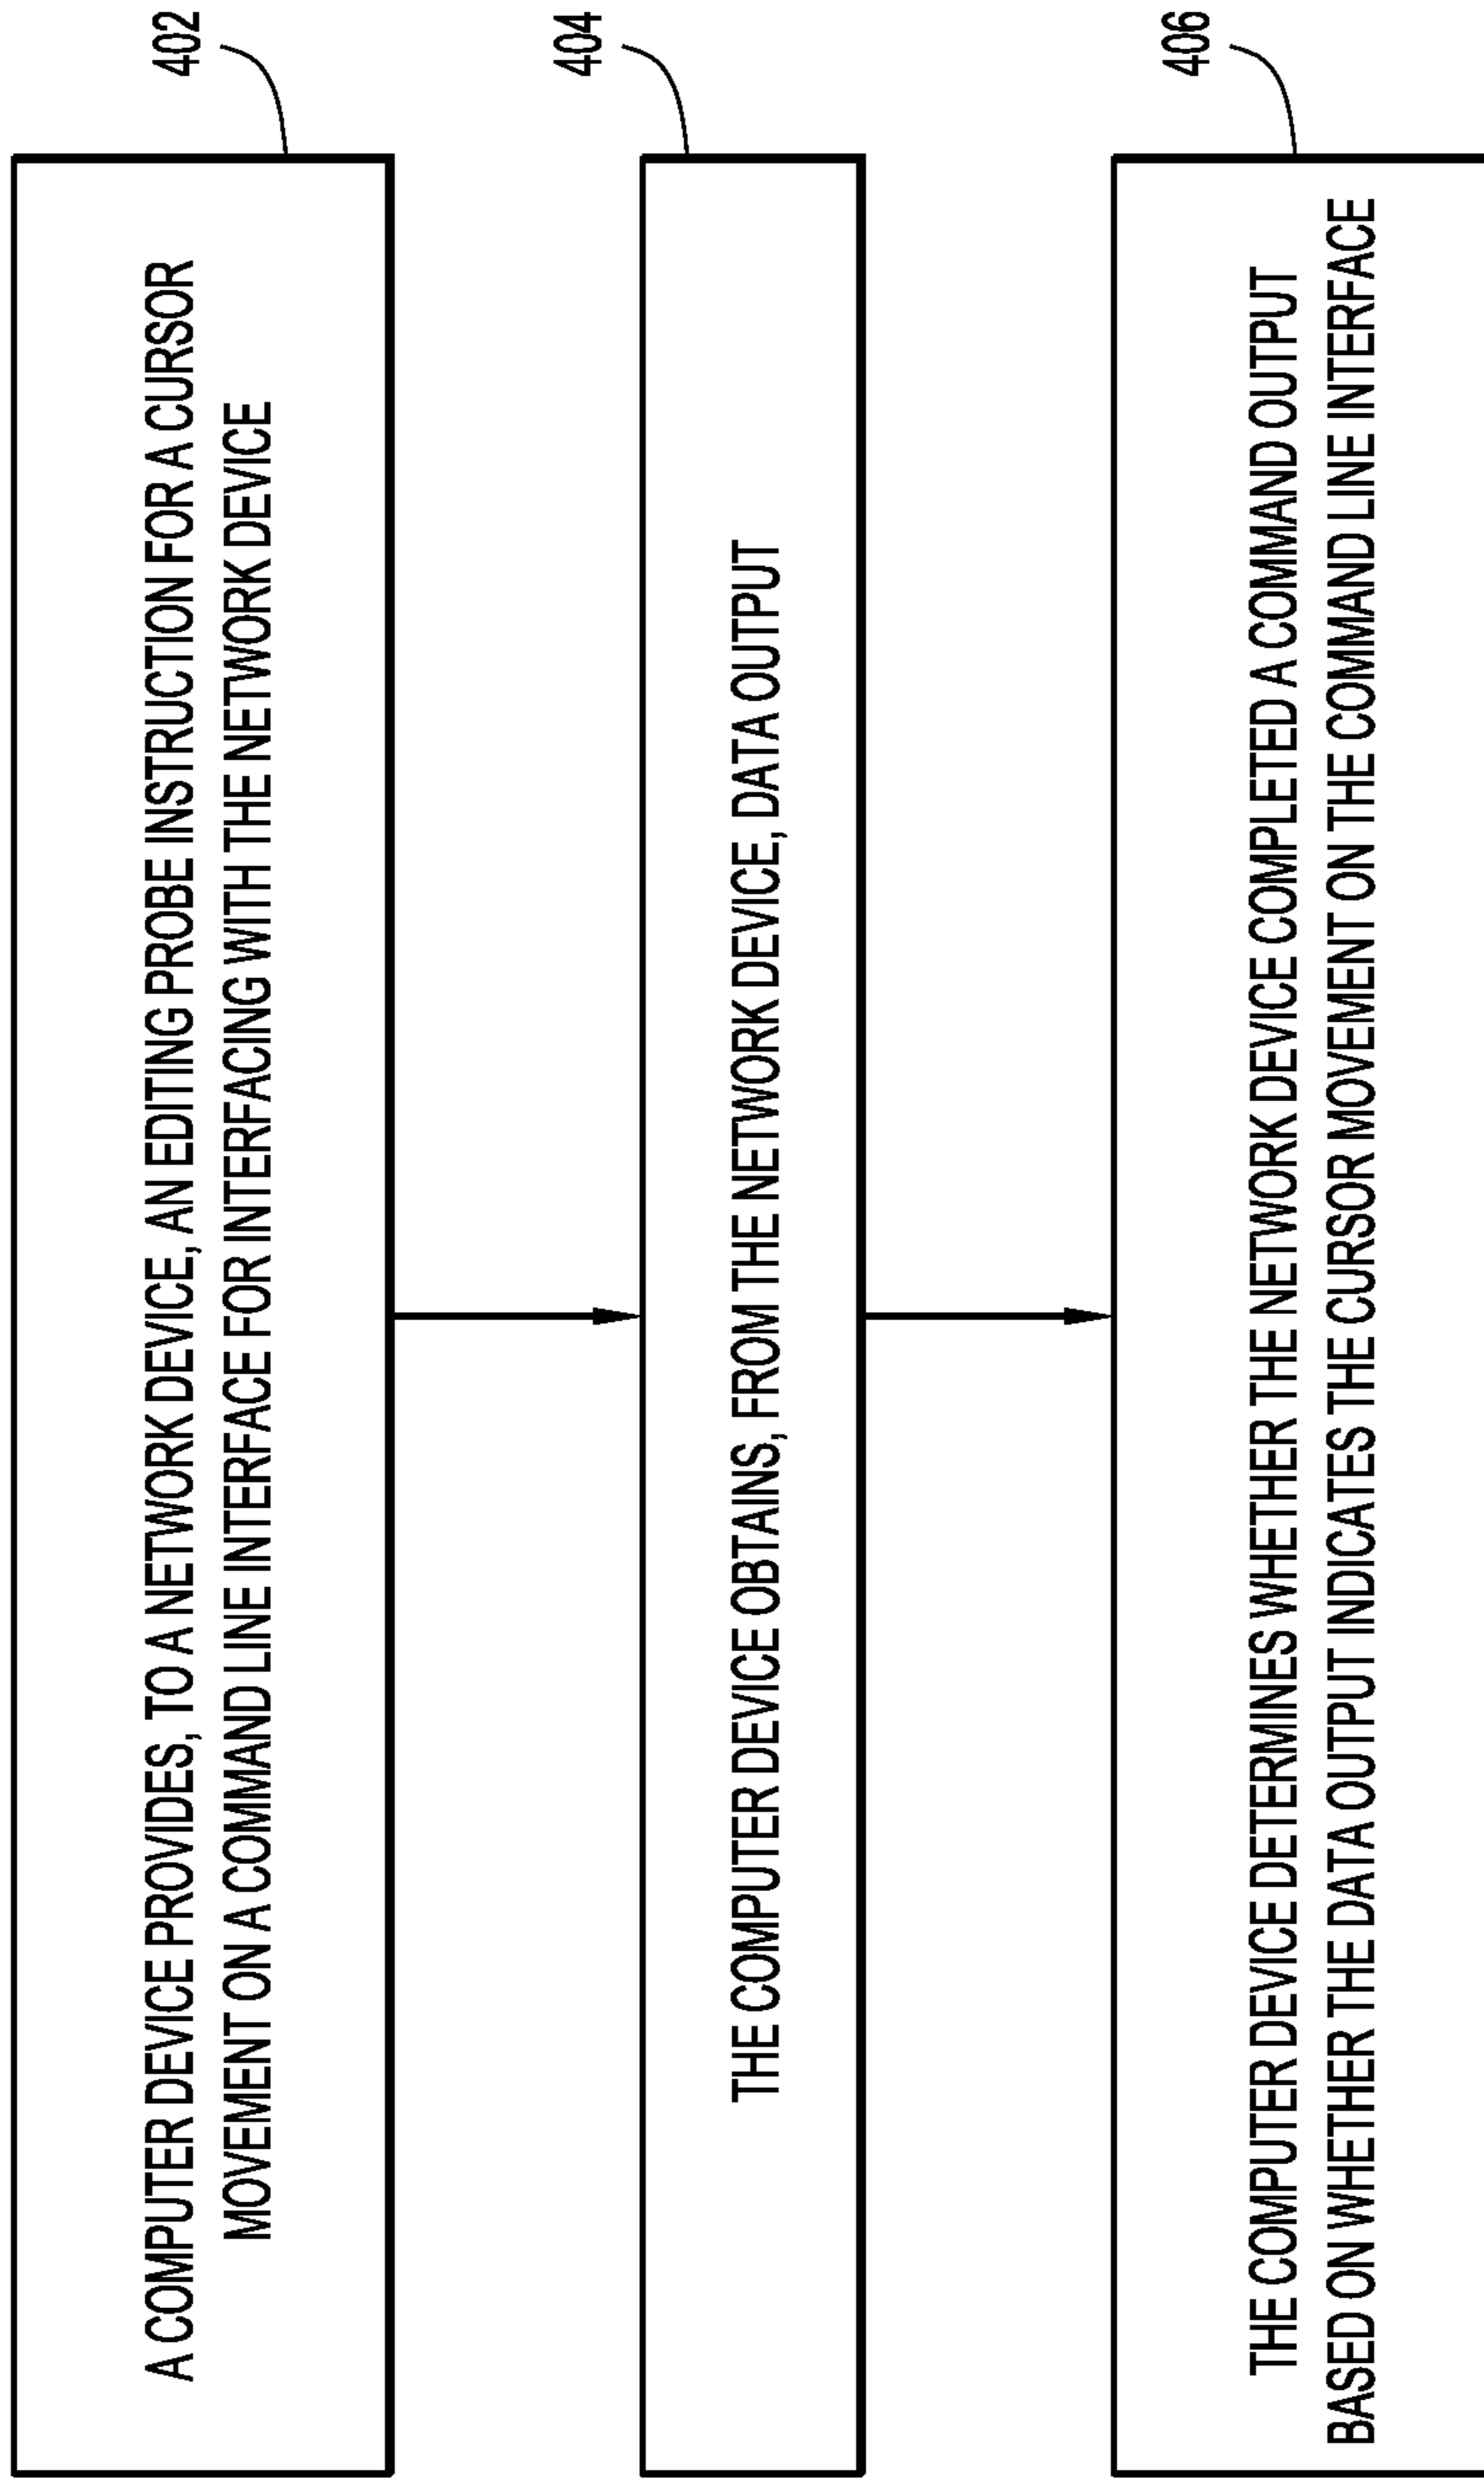 A COMPUTER DEVICE PROVIDES, TO A NETWORK DEVICE, AN EDITING PROBE INSTRUCTION FOR A CURSOR
MOVEMENT ON A COMMAND LINE INTERFACE FOR INTERFACING WITH THE NETWORK DEVICE
402
THE COMPUTER DEVICE OBTAINS, FROM THE NETWORK DEVICE, DATA OUTPUT
404
THE COMPUTER DEVICE DETERMINES WHETHER THE NETWORK DEVICE COMPLETED A COMMAND OUTPUT
BASED ON WHETHER THE DATA OUTPUT INDICATES THE CURSOR MOVEMENT ON THE COMMAND LINE INTERFACE
406